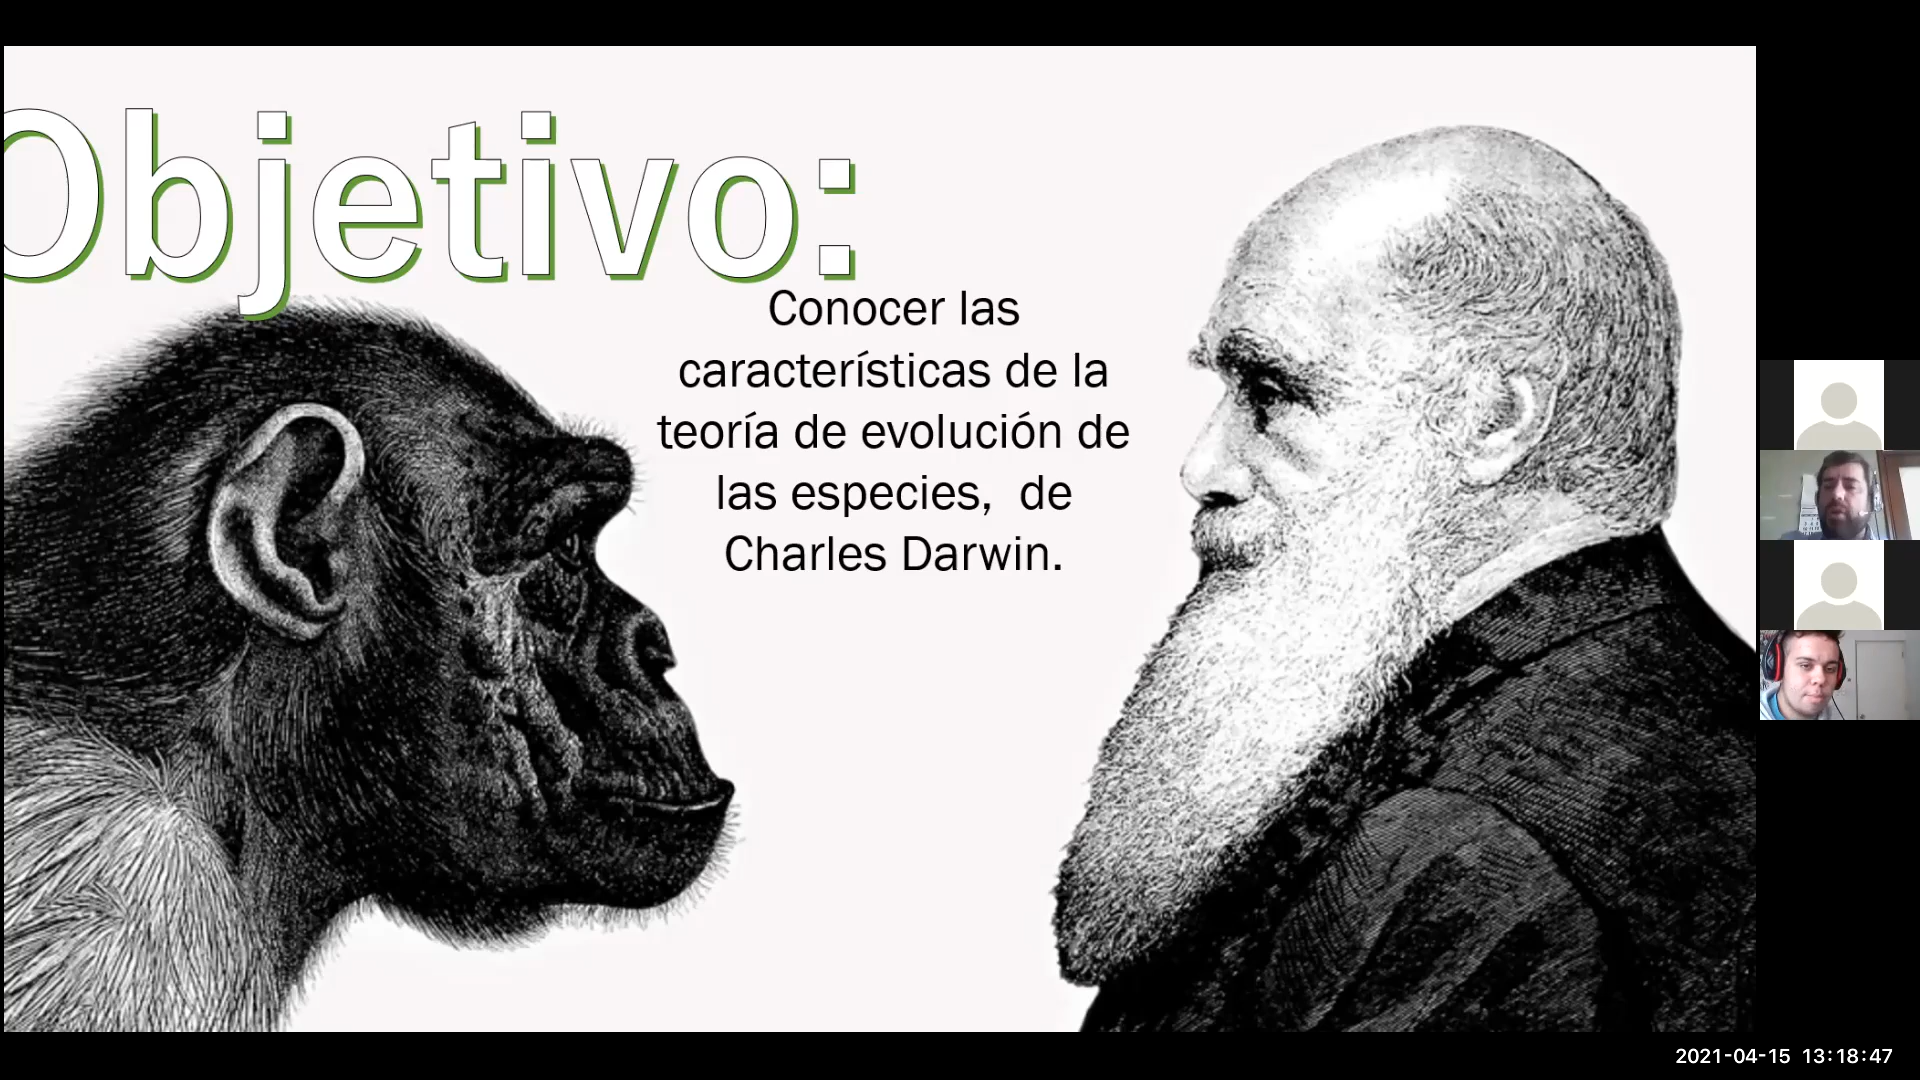 Objetivo:
Conocer las
características de la
teoría de evolución de
las especies, de
Charles Darwin.
2021-04-15 13:18:47